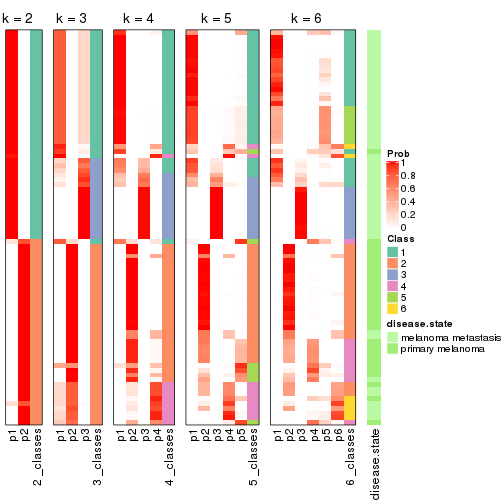 k = 2
k = 3
k = 4
k = 5
k = 6
Prob
1
0.8
0.6
0.4
0.2
0
Class
1
2
3
4
5
6
disease.state
melanoma metastasis
primary melanoma
p1
p2
2_classes
p1
p2
p3
3_classes
p1
p2
p3
p4
4_classes
p1
p2
p3
p4
p5
5_classes
p1
p2
p3
p4
p5
p6
6_classes
disease.state